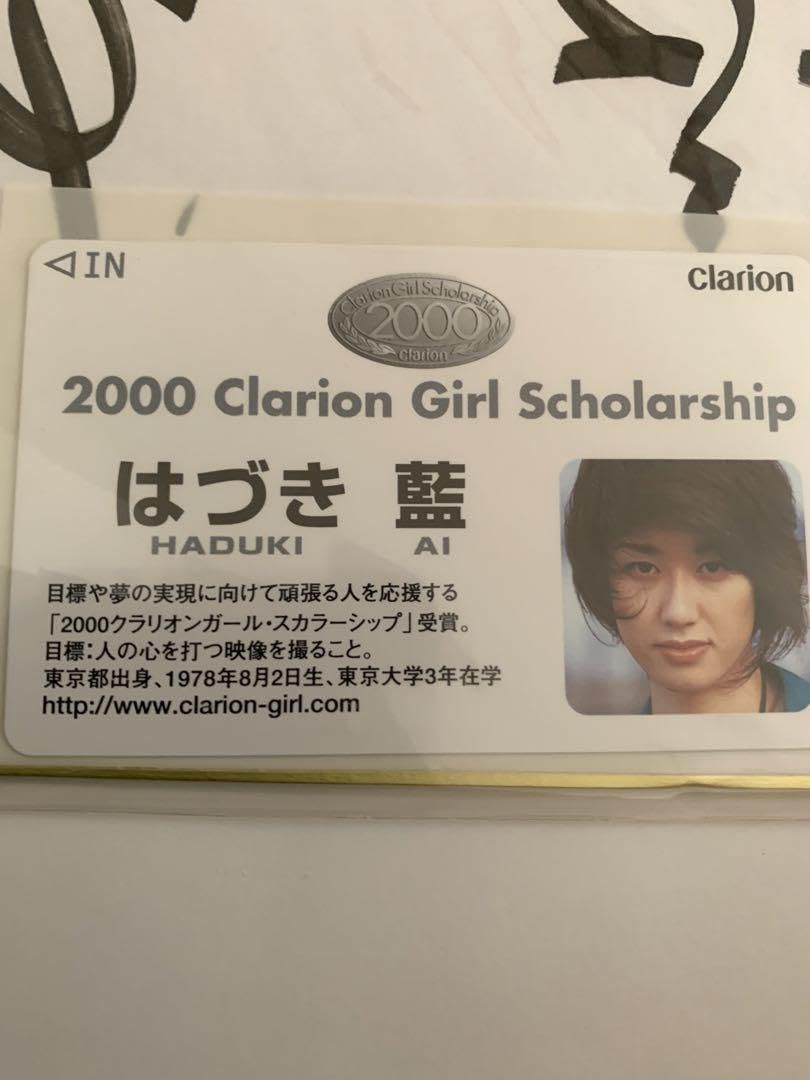 ◁IN
Clarion
Clarion Girl Scholarship
2000
clarion
2000 Clarion Girl Scholarship
はづき 藍
HADUKI AI
目標や夢の実現に向けて頑張る人を応援する
「2000クラリオンガール・スカラーシップ」受賞。
目標：人の心を打つ映像を撮ること。
東京都出身、1978年8月2日生、東京大学3年在学
http://www.clarion-girl.com